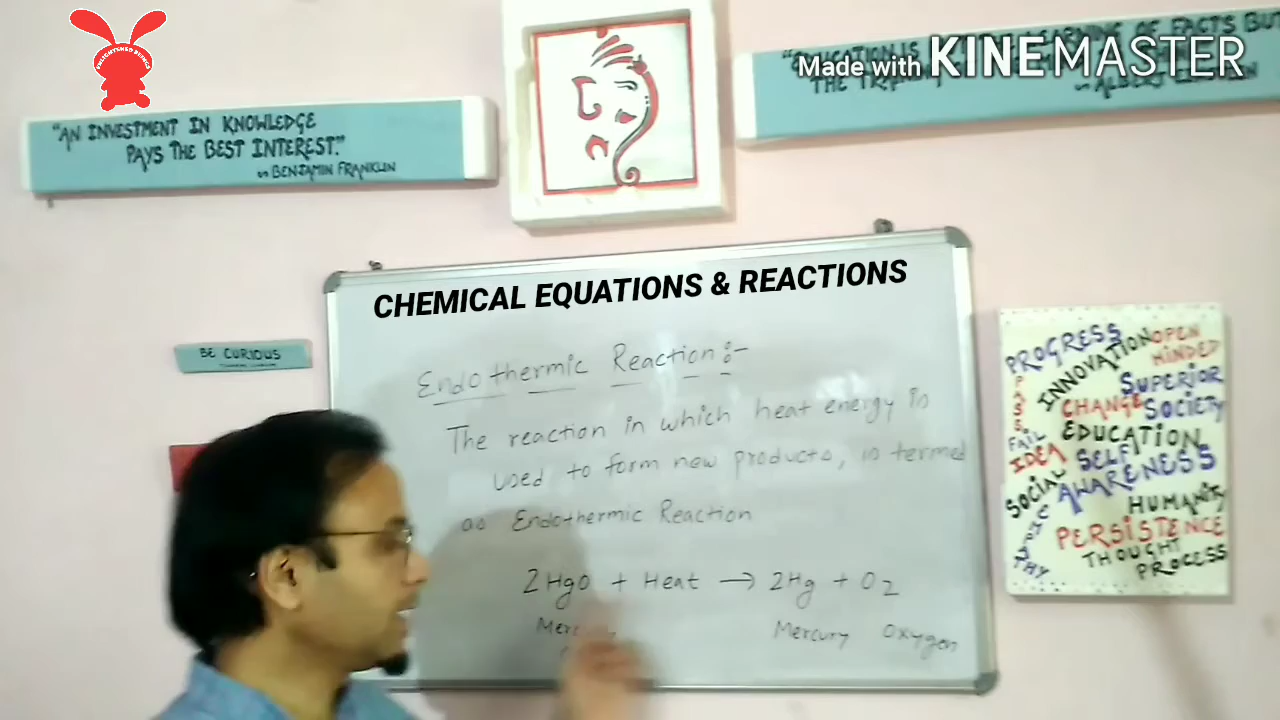 Made with KINEMASTER
"AN INVESTMENT IN KNOWLEDGE
PAYS THE BEST INTEREST."
BENJAMIN FRANKLIN
BE CURIOUS
CHEMICAL EQUATIONS & REACTIONS
Endothermic Reaction:-
The reaction in which heat energy is
used to form new products, is termed
as Endothermic Reaction
2HgO + Heat → 2Hg + O2
Mercury Oxygen
PROGRESS
OPEN
MINDED
INNOVATION
PASS
SUPERIOR
CHANGE
SOCIETY
FAIL
EDUCATION
IDEA
SELF
AWARENESS
SOCIAL
HUMANITY
PERSISTENCE
THOUGHT
PROCESS